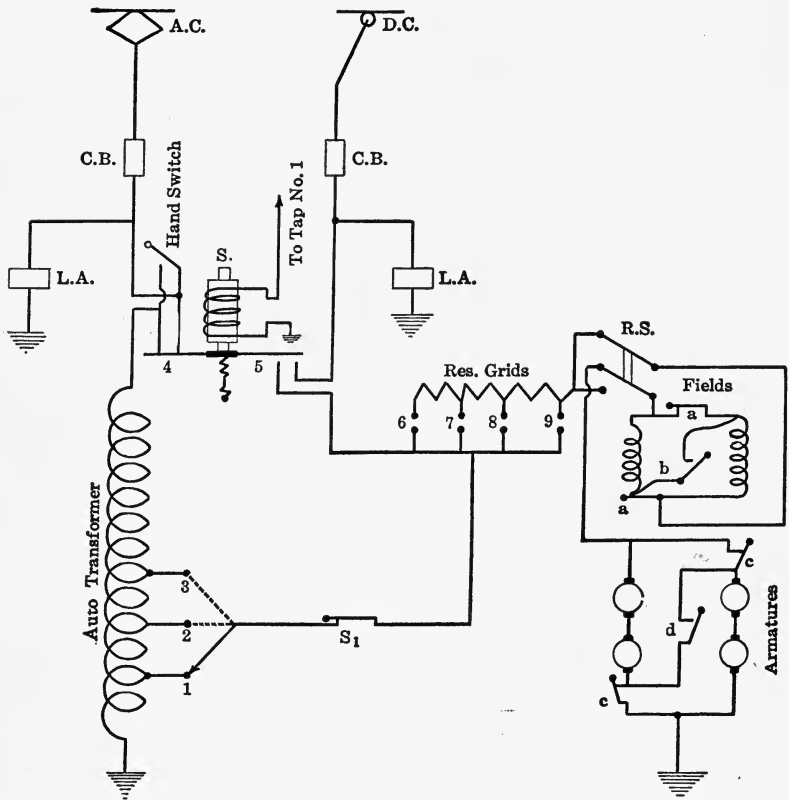 A.C.
D.C.
C.B.
Hand Switch
S.
To Tap No. 1
C.B.
L.A.
L.A.
4
5
R.S.
Res. Grids
Fields
a
6
7
8
9
b
a
Auto Transformer
c
3
2
S1
d
1
c
Armatures